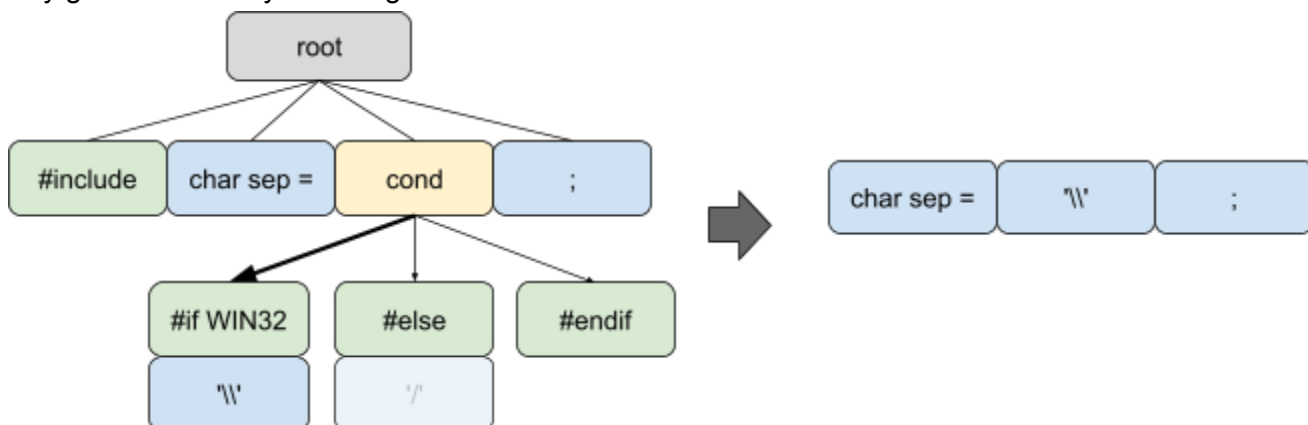 root
#include char sep = cond ;
char sep = '\\' ;
#if WIN32 #else #endif
'\\' '/'